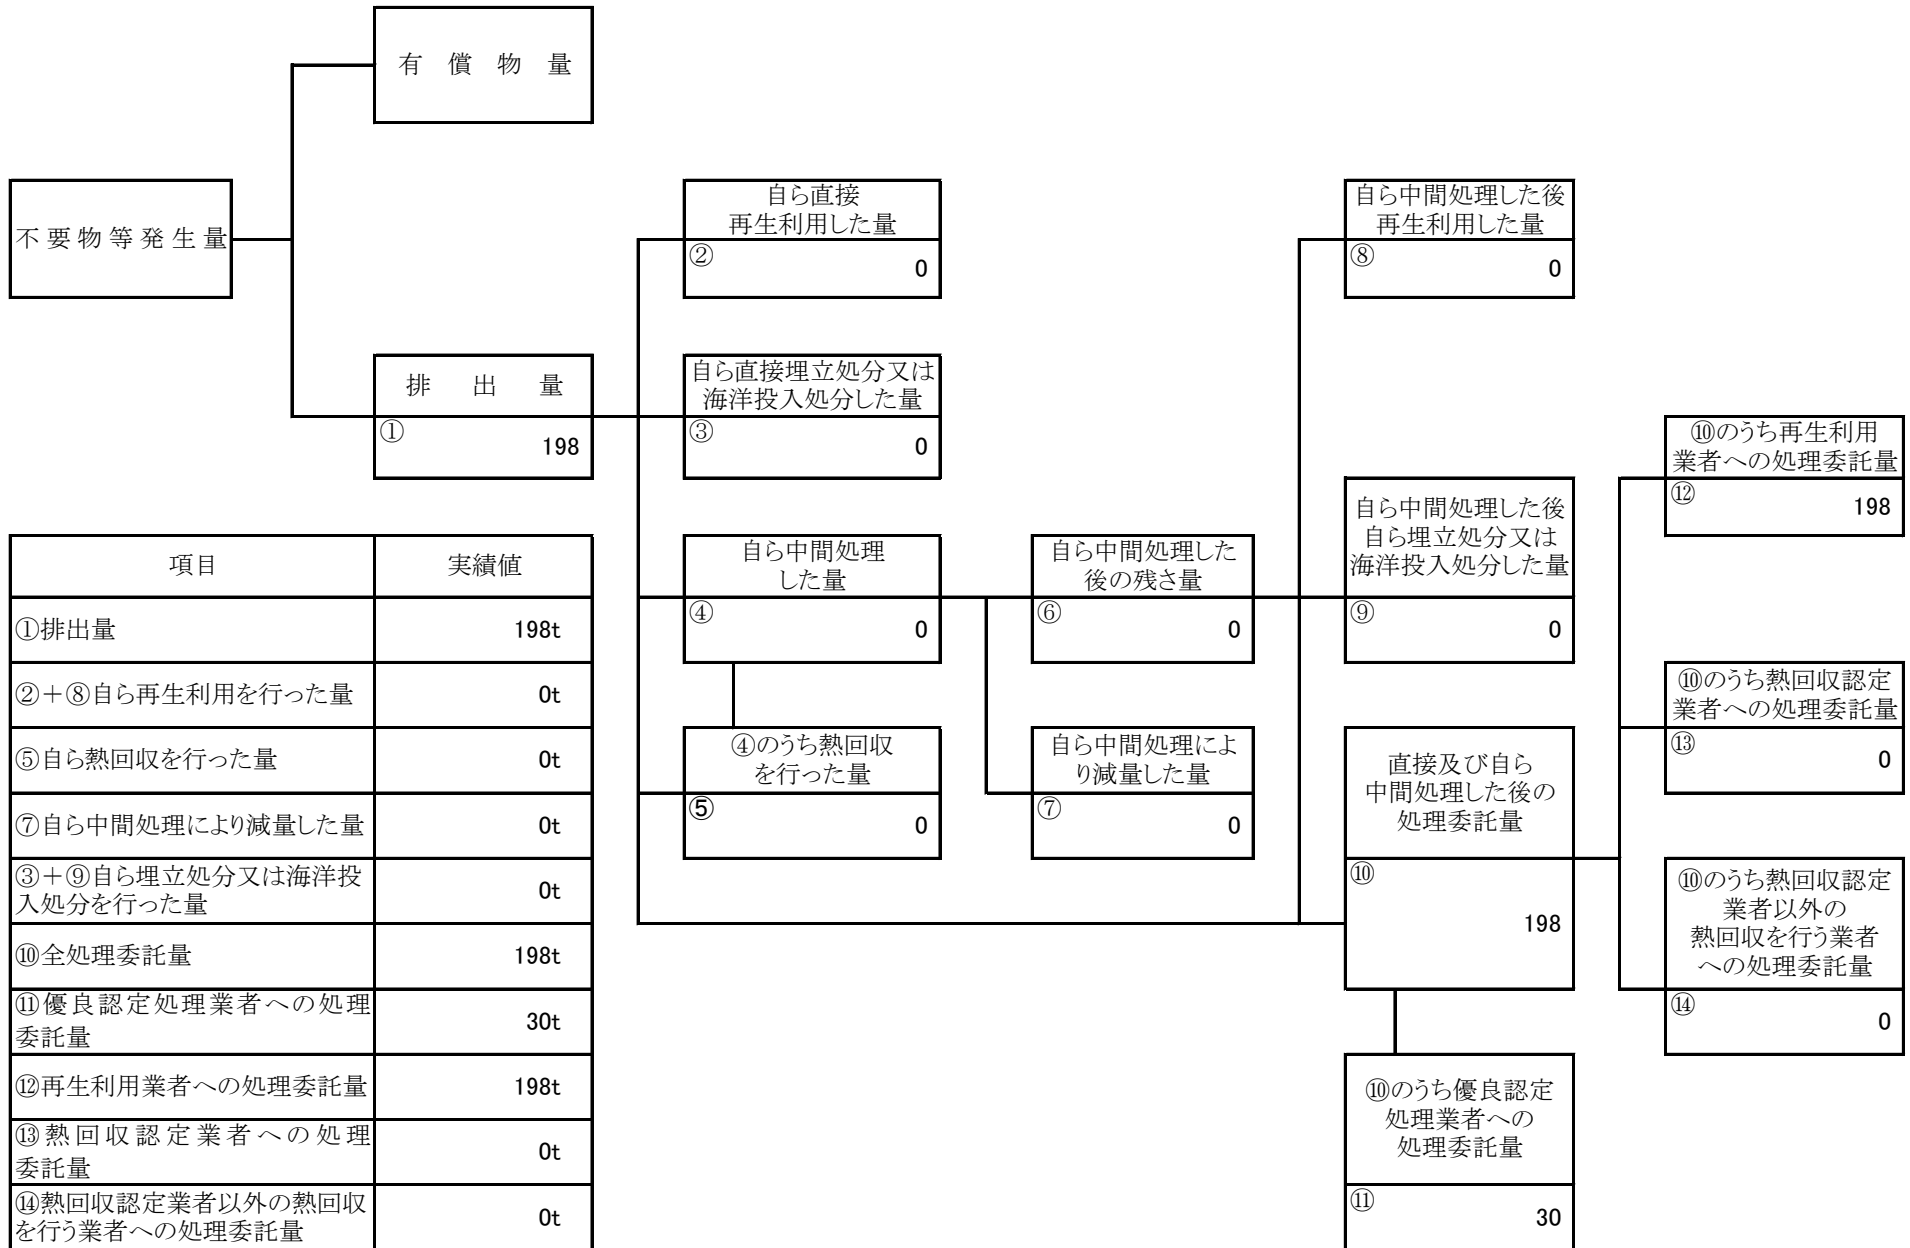 有 償 物 量
不 要 物 等 発 生 量
自ら直接
再生利用した量
②
0
自ら中間処理した後
再生利用した量
⑧
0
排 出 量
①
198
自ら直接埋立処分又は
海洋投入処分した量
③
0
⑩のうち再生利用
業者への処理委託量
⑫
198
自ら中間処理
した量
④
0
自ら中間処理した
後の残さ量
⑥
0
自ら中間処理した後
自ら埋立処分又は
海洋投入処分した量
⑨
0
④のうち熱回収
を行った量
⑤
0
自ら中間処理によ
り減量した量
⑦
0
直接及び自ら
中間処理した後の
処理委託量
⑩
198
⑩のうち熱回収認定
業者への処理委託量
⑬
0
⑩のうち熱回収認定
業者以外の
熱回収を行う業者
への処理委託量
⑭
0
⑩のうち優良認定
処理業者への
処理委託量
⑪
30
項目 実績値
①排出量 198t
②+⑧自ら再生利用を行った量 0t
⑤自ら熱回収を行った量 0t
⑦自ら中間処理により減量した量 0t
③+⑨自ら埋立処分又は海洋投
入処分を行った量 0t
⑩全処理委託量 198t
⑪優良認定処理業者への処理
委託量 30t
⑫再生利用業者への処理委託量 198t
⑬熱回収認定業者への処理
委託量 0t
⑭熱回収認定業者以外の熱回収
を行う業者への処理委託量 0t